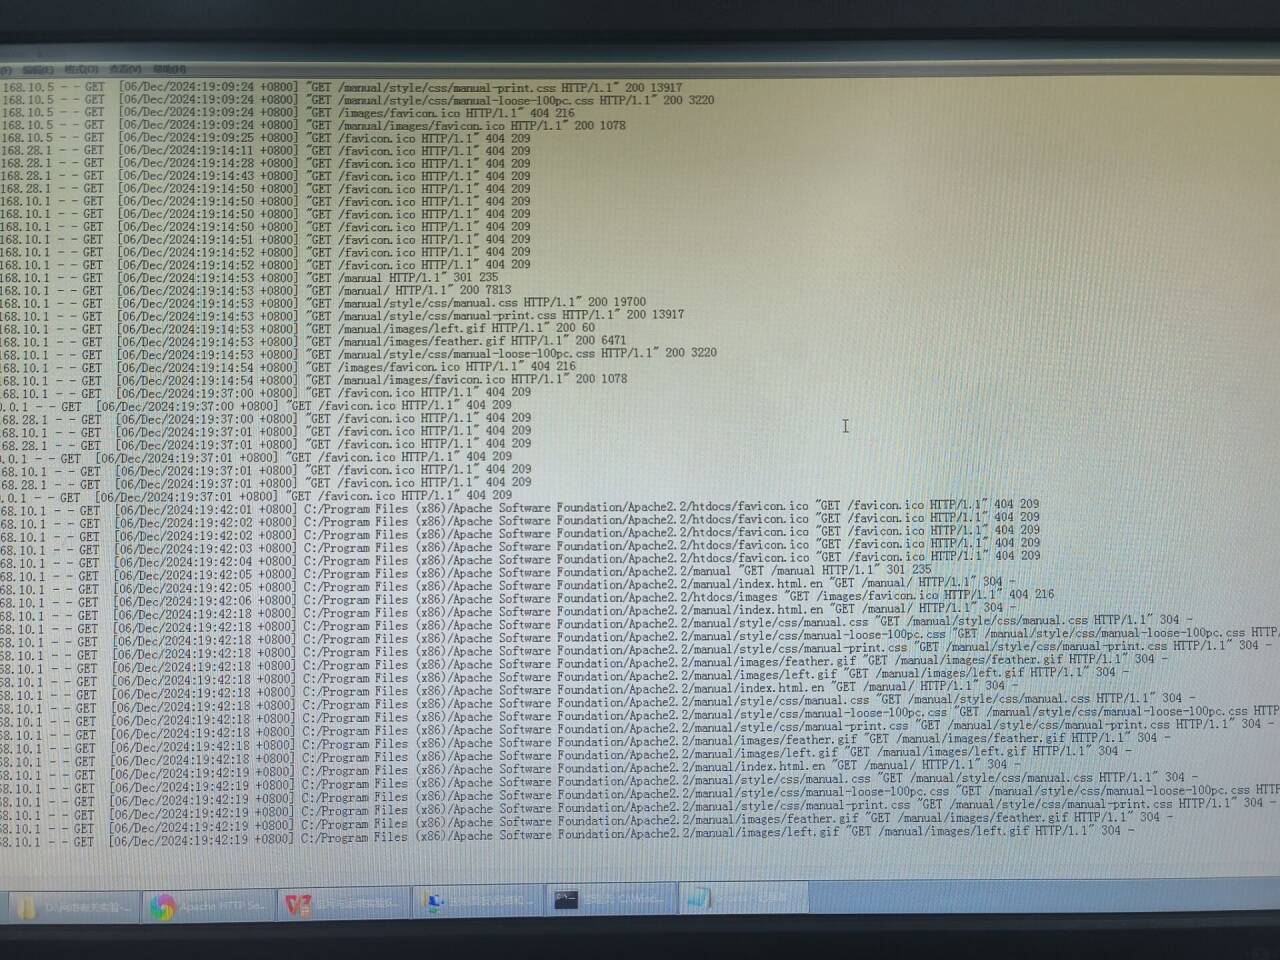 168.10.5 - - GET [06/Dec/2024:19:09:24 +0800] "GET /manual/style/css/manual-print.css HTTP/1.1" 200 13917
168.10.5 - - GET [06/Dec/2024:19:09:24 +0800] "GET /manual/style/css/manual-loose-100pc.css HTTP/1.1" 200 3220
168.10.5 - - GET [06/Dec/2024:19:09:24 +0800] "GET /images/favicon.ico HTTP/1.1" 404 216
168.10.5 - - GET [06/Dec/2024:19:09:24 +0800] "GET /manual/images/favicon.ico HTTP/1.1" 200 1078
168.10.5 - - GET [06/Dec/2024:19:09:25 +0800] "GET /favicon.ico HTTP/1.1" 404 209
168.28.1 - - GET [06/Dec/2024:19:14:11 +0800] "GET /favicon.ico HTTP/1.1" 404 209
168.28.1 - - GET [06/Dec/2024:19:14:28 +0800] "GET /favicon.ico HTTP/1.1" 404 209
168.28.1 - - GET [06/Dec/2024:19:14:43 +0800] "GET /favicon.ico HTTP/1.1" 404 209
168.28.1 - - GET [06/Dec/2024:19:14:50 +0800] "GET /favicon.ico HTTP/1.1" 404 209
168.10.1 - - GET [06/Dec/2024:19:14:50 +0800] "GET /favicon.ico HTTP/1.1" 404 209
168.10.1 - - GET [06/Dec/2024:19:14:50 +0800] "GET /favicon.ico HTTP/1.1" 404 209
168.10.1 - - GET [06/Dec/2024:19:14:50 +0800] "GET /favicon.ico HTTP/1.1" 404 209
168.10.1 - - GET [06/Dec/2024:19:14:51 +0800] "GET /favicon.ico HTTP/1.1" 404 209
168.10.1 - - GET [06/Dec/2024:19:14:52 +0800] "GET /favicon.ico HTTP/1.1" 404 209
168.10.1 - - GET [06/Dec/2024:19:14:52 +0800] "GET /favicon.ico HTTP/1.1" 404 209
168.10.1 - - GET [06/Dec/2024:19:14:53 +0800] "GET /manual HTTP/1.1" 301 235
168.10.1 - - GET [06/Dec/2024:19:14:53 +0800] "GET /manual/ HTTP/1.1" 200 7813
168.10.1 - - GET [06/Dec/2024:19:14:53 +0800] "GET /manual/style/css/manual.css HTTP/1.1" 200 19700
168.10.1 - - GET [06/Dec/2024:19:14:53 +0800] "GET /manual/style/css/manual-print.css HTTP/1.1" 200 13917
168.10.1 - - GET [06/Dec/2024:19:14:53 +0800] "GET /manual/images/left.gif HTTP/1.1" 200 60
168.10.1 - - GET [06/Dec/2024:19:14:53 +0800] "GET /manual/images/feather.gif HTTP/1.1" 200 6471
168.10.1 - - GET [06/Dec/2024:19:14:53 +0800] "GET /manual/style/css/manual-loose-100pc.css HTTP/1.1" 200 3220
168.10.1 - - GET [06/Dec/2024:19:14:54 +0800] "GET /images/favicon.ico HTTP/1.1" 404 216
168.10.1 - - GET [06/Dec/2024:19:14:54 +0800] "GET /manual/images/favicon.ico HTTP/1.1" 200 1078
68.10.1 - - GET [06/Dec/2024:19:37:00 +0800] "GET /favicon.ico HTTP/1.1" 404 209
.0.1 - - GET [06/Dec/2024:19:37:00 +0800] "GET /favicon.ico HTTP/1.1" 404 209
68.28.1 - - GET [06/Dec/2024:19:37:00 +0800] "GET /favicon.ico HTTP/1.1" 404 209
68.10.1 - - GET [06/Dec/2024:19:37:01 +0800] "GET /favicon.ico HTTP/1.1" 404 209
68.28.1 - - GET [06/Dec/2024:19:37:01 +0800] "GET /favicon.ico HTTP/1.1" 404 209
.0.1 - - GET [06/Dec/2024:19:37:01 +0800] "GET /favicon.ico HTTP/1.1" 404 209
68.10.1 - - GET [06/Dec/2024:19:37:01 +0800] "GET /favicon.ico HTTP/1.1" 404 209
68.28.1 - - GET [06/Dec/2024:19:37:01 +0800] "GET /favicon.ico HTTP/1.1" 404 209
.0.1 - - GET [06/Dec/2024:19:37:01 +0800] "GET /favicon.ico HTTP/1.1" 404 209
68.10.1 - - GET [06/Dec/2024:19:42:01 +0800] C:/Program Files (x86)/Apache Software Foundation/Apache2.2/htdocs/favicon.ico "GET /favicon.ico HTTP/1.1" 404 209
68.10.1 - - GET [06/Dec/2024:19:42:02 +0800] C:/Program Files (x86)/Apache Software Foundation/Apache2.2/htdocs/favicon.ico "GET /favicon.ico HTTP/1.1" 404 209
68.10.1 - - GET [06/Dec/2024:19:42:02 +0800] C:/Program Files (x86)/Apache Software Foundation/Apache2.2/htdocs/favicon.ico "GET /favicon.ico HTTP/1.1" 404 209
68.10.1 - - GET [06/Dec/2024:19:42:03 +0800] C:/Program Files (x86)/Apache Software Foundation/Apache2.2/htdocs/favicon.ico "GET /favicon.ico HTTP/1.1" 404 209
68.10.1 - - GET [06/Dec/2024:19:42:04 +0800] C:/Program Files (x86)/Apache Software Foundation/Apache2.2/htdocs/favicon.ico "GET /favicon.ico HTTP/1.1" 404 209
68.10.1 - - GET [06/Dec/2024:19:42:05 +0800] C:/Program Files (x86)/Apache Software Foundation/Apache2.2/manual "GET /manual HTTP/1.1" 301 235
68.10.1 - - GET [06/Dec/2024:19:42:05 +0800] C:/Program Files (x86)/Apache Software Foundation/Apache2.2/manual/index.html.en "GET /manual/ HTTP/1.1" 304 -
68.10.1 - - GET [06/Dec/2024:19:42:06 +0800] C:/Program Files (x86)/Apache Software Foundation/Apache2.2/htdocs/images "GET /images/favicon.ico HTTP/1.1" 404 216
68.10.1 - - GET [06/Dec/2024:19:42:18 +0800] C:/Program Files (x86)/Apache Software Foundation/Apache2.2/manual/index.html.en "GET /manual/ HTTP/1.1" 304 -
68.10.1 - - GET [06/Dec/2024:19:42:18 +0800] C:/Program Files (x86)/Apache Software Foundation/Apache2.2/manual/style/css/manual.css "GET /manual/style/css/manual.css HTTP/1.1" 304 -
68.10.1 - - GET [06/Dec/2024:19:42:18 +0800] C:/Program Files (x86)/Apache Software Foundation/Apache2.2/manual/style/css/manual-loose-100pc.css "GET /manual/style/css/manual-loose-100pc.css HTTP/
68.10.1 - - GET [06/Dec/2024:19:42:18 +0800] C:/Program Files (x86)/Apache Software Foundation/Apache2.2/manual/style/css/manual-print.css "GET /manual/style/css/manual-print.css HTTP/1.1" 304 -
68.10.1 - - GET [06/Dec/2024:19:42:18 +0800] C:/Program Files (x86)/Apache Software Foundation/Apache2.2/manual/images/feather.gif "GET /manual/images/feather.gif HTTP/1.1" 304 -
68.10.1 - - GET [06/Dec/2024:19:42:18 +0800] C:/Program Files (x86)/Apache Software Foundation/Apache2.2/manual/images/left.gif "GET /manual/images/left.gif HTTP/1.1" 304 -
68.10.1 - - GET [06/Dec/2024:19:42:18 +0800] C:/Program Files (x86)/Apache Software Foundation/Apache2.2/manual/index.html.en "GET /manual/ HTTP/1.1" 304 -
68.10.1 - - GET [06/Dec/2024:19:42:18 +0800] C:/Program Files (x86)/Apache Software Foundation/Apache2.2/manual/style/css/manual.css "GET /manual/style/css/manual.css HTTP/1.1" 304 -
68.10.1 - - GET [06/Dec/2024:19:42:18 +0800] C:/Program Files (x86)/Apache Software Foundation/Apache2.2/manual/style/css/manual-loose-100pc.css "GET /manual/style/css/manual-loose-100pc.css HTTP
68.10.1 - - GET [06/Dec/2024:19:42:18 +0800] C:/Program Files (x86)/Apache Software Foundation/Apache2.2/manual/style/css/manual-print.css "GET /manual/style/css/manual-print.css HTTP/1.1" 304 -
68.10.1 - - GET [06/Dec/2024:19:42:18 +0800] C:/Program Files (x86)/Apache Software Foundation/Apache2.2/manual/images/feather.gif "GET /manual/images/feather.gif HTTP/1.1" 304 -
68.10.1 - - GET [06/Dec/2024:19:42:18 +0800] C:/Program Files (x86)/Apache Software Foundation/Apache2.2/manual/images/left.gif "GET /manual/images/left.gif HTTP/1.1" 304 -
68.10.1 - - GET [06/Dec/2024:19:42:18 +0800] C:/Program Files (x86)/Apache Software Foundation/Apache2.2/manual/index.html.en "GET /manual/ HTTP/1.1" 304 -
68.10.1 - - GET [06/Dec/2024:19:42:19 +0800] C:/Program Files (x86)/Apache Software Foundation/Apache2.2/manual/style/css/manual.css "GET /manual/style/css/manual.css HTTP/1.1" 304 -
68.10.1 - - GET [06/Dec/2024:19:42:19 +0800] C:/Program Files (x86)/Apache Software Foundation/Apache2.2/manual/style/css/manual-loose-100pc.css "GET /manual/style/css/manual-loose-100pc.css HTTP
68.10.1 - - GET [06/Dec/2024:19:42:19 +0800] C:/Program Files (x86)/Apache Software Foundation/Apache2.2/manual/style/css/manual-print.css "GET /manual/style/css/manual-print.css HTTP/1.1" 304 -
68.10.1 - - GET [06/Dec/2024:19:42:19 +0800] C:/Program Files (x86)/Apache Software Foundation/Apache2.2/manual/images/feather.gif "GET /manual/images/feather.gif HTTP/1.1" 304 -
68.10.1 - - GET [06/Dec/2024:19:42:19 +0800] C:/Program Files (x86)/Apache Software Foundation/Apache2.2/manual/images/left.gif "GET /manual/images/left.gif HTTP/1.1" 304 -
Apache HTTP Se...